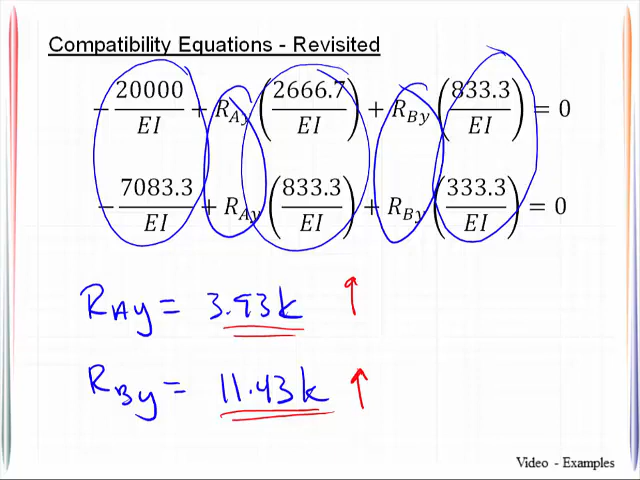 Compatibility Equations - Revisited
− 20000/EI + R_Ay (2666.7/EI) + R_By (833.3/EI) = 0
− 7083.3/EI + R_Ay (833.3/EI) + R_By (333.3/EI) = 0
R_Ay = 3.93k ↑
R_By = 11.43k ↑
Video - Examples